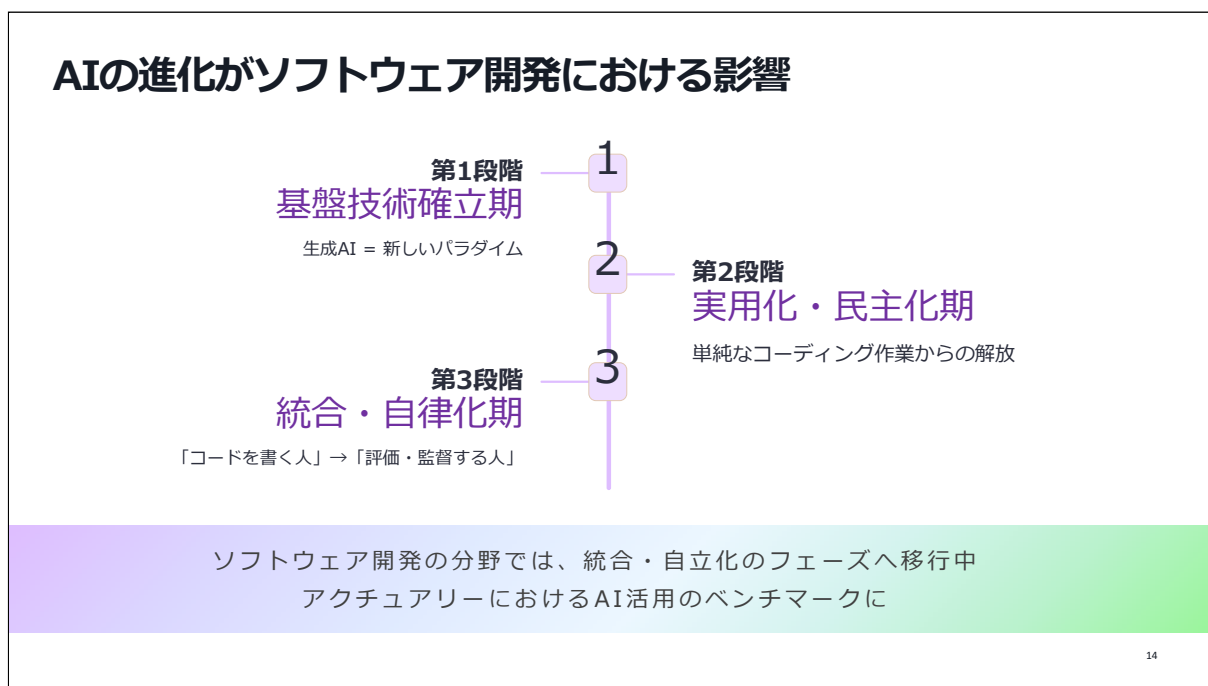 AIの進化がソフトウェア開発における影響
1
第1段階
基盤技術確立期
生成AI = 新しいパラダイム
2
第2段階
実用化・民主化期
単純なコーディング作業からの解放
3
第3段階
統合・自律化期
「コードを書く人」→「評価・監督する人」
ソフトウェア開発の分野では、統合・自立化のフェーズへ移行中
アクチュアリーにおけるAI活用のベンチマークに
14